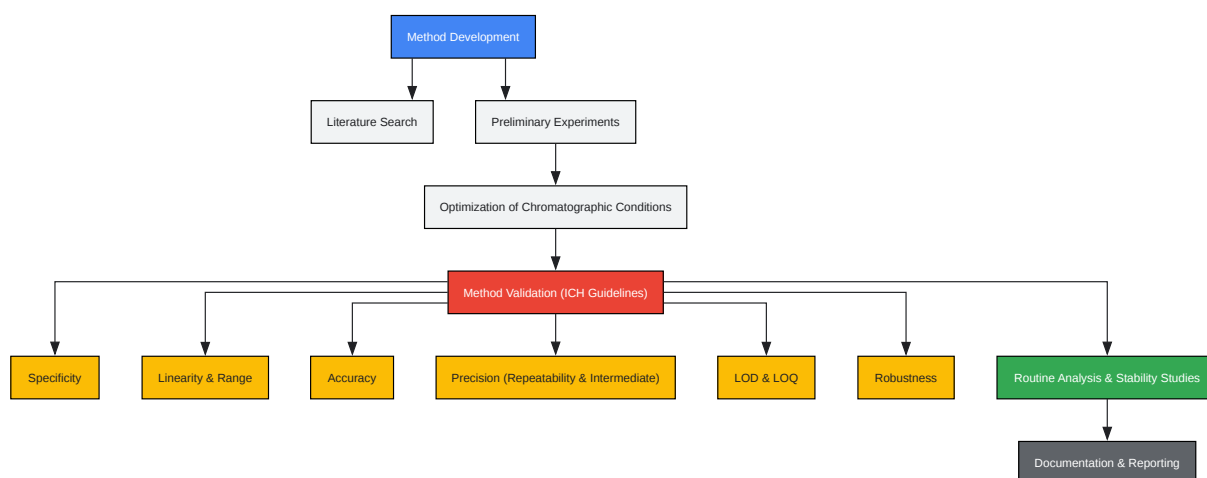 Method Development
Literature Search
Preliminary Experiments
Optimization of Chromatographic Conditions
Method Validation (ICH Guidelines)
Specificity
Linearity & Range
Accuracy
Precision (Repeatability & Intermediate)
LOD & LOQ
Robustness
Routine Analysis & Stability Studies
Documentation & Reporting